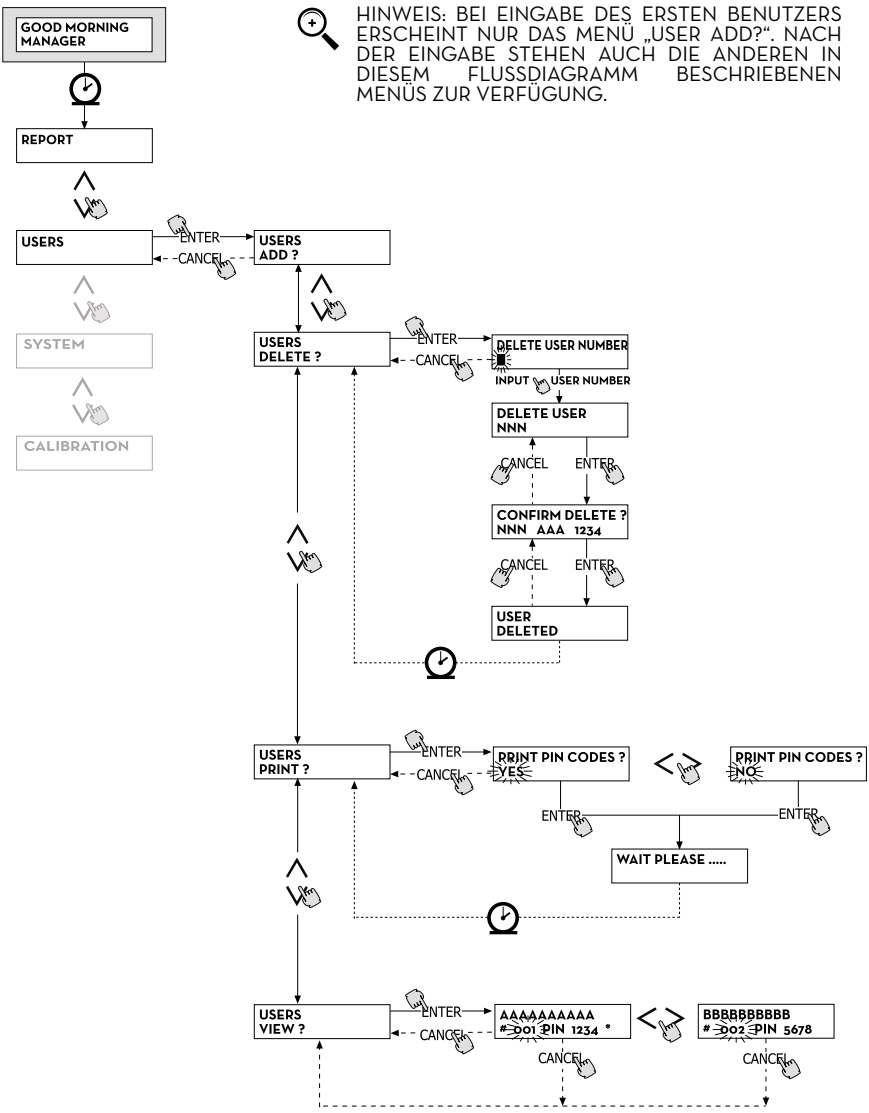 GOOD MORNING
MANAGER
HINWEIS: BEI EINGABE DES ERSTEN BENUTZERS
ERSCHEINT NUR DAS MENÜ „USER ADD?“. NACH
DER EINGABE STEHEN AUCH DIE ANDEREN IN
DIESEM FLUSSDIAGRAMM BESCHRIEBENEN
MENÜS ZUR VERFÜGUNG.
REPORT
USERS
ENTER
CANCEL
USERS
ADD ?
SYSTEM
CALIBRATION
USERS
DELETE ?
ENTER
CANCEL
DELETE USER NUMBER
INPUT USER NUMBER
DELETE USER
NNN
CANCEL ENTER
CONFIRM DELETE ?
NNN AAA 1234
CANCEL ENTER
USER
DELETED
USERS
PRINT ?
ENTER
CANCEL
PRINT PIN CODES ?
YES
PRINT PIN CODES ?
NO
ENTER
ENTER
WAIT PLEASE .....
USERS
VIEW ?
ENTER
CANCEL
AAAAAAAAAA
# 001 PIN 1234 *
BBBBBBBBBB
# 002 PIN 5678
CANCEL
CANCEL